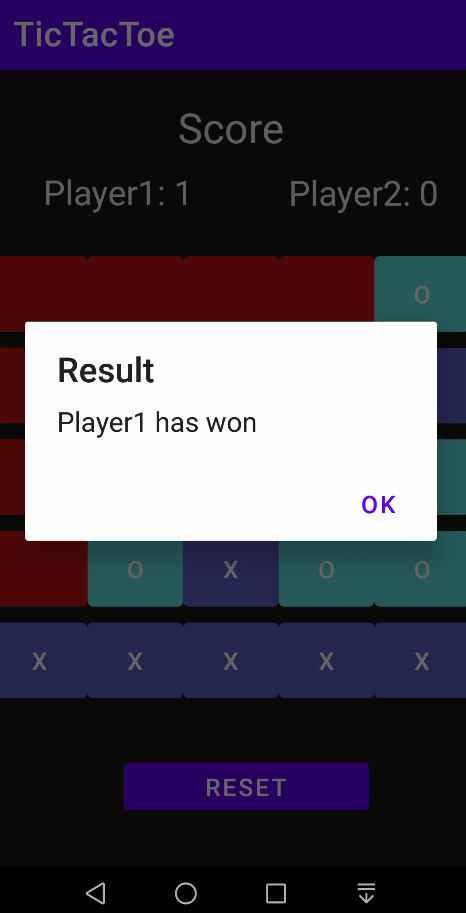 TicTacToe
Score
Player1: 1 Player2: 0
O
Result
Player1 has won
OK
O X O O
X X X X X
RESET